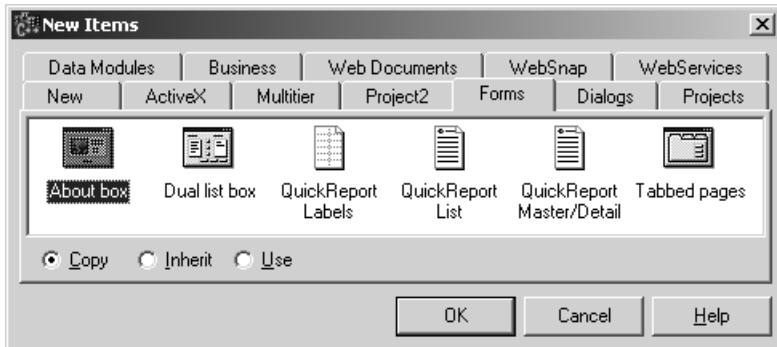 New Items
Data Modules Business Web Documents WebSnap WebServices
New ActiveX Multitier Project2 Forms Dialogs Projects
About box Dual list box QuickReport Labels QuickReport List QuickReport Master/Detail Tabbed pages
Copy Inherit Use
OK Cancel Help